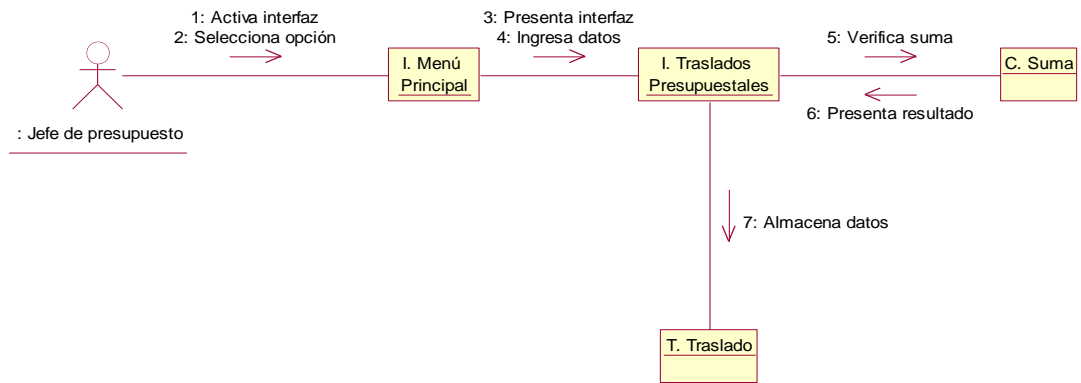 1: Activa interfaz
2: Selecciona opción
3: Presenta interfaz
4: Ingresa datos
5: Verifica suma
I. Menú
Principal
I. Traslados
Presupuestales
C. Suma
6: Presenta resultado
: Jefe de presupuesto
7: Almacena datos
T. Traslado